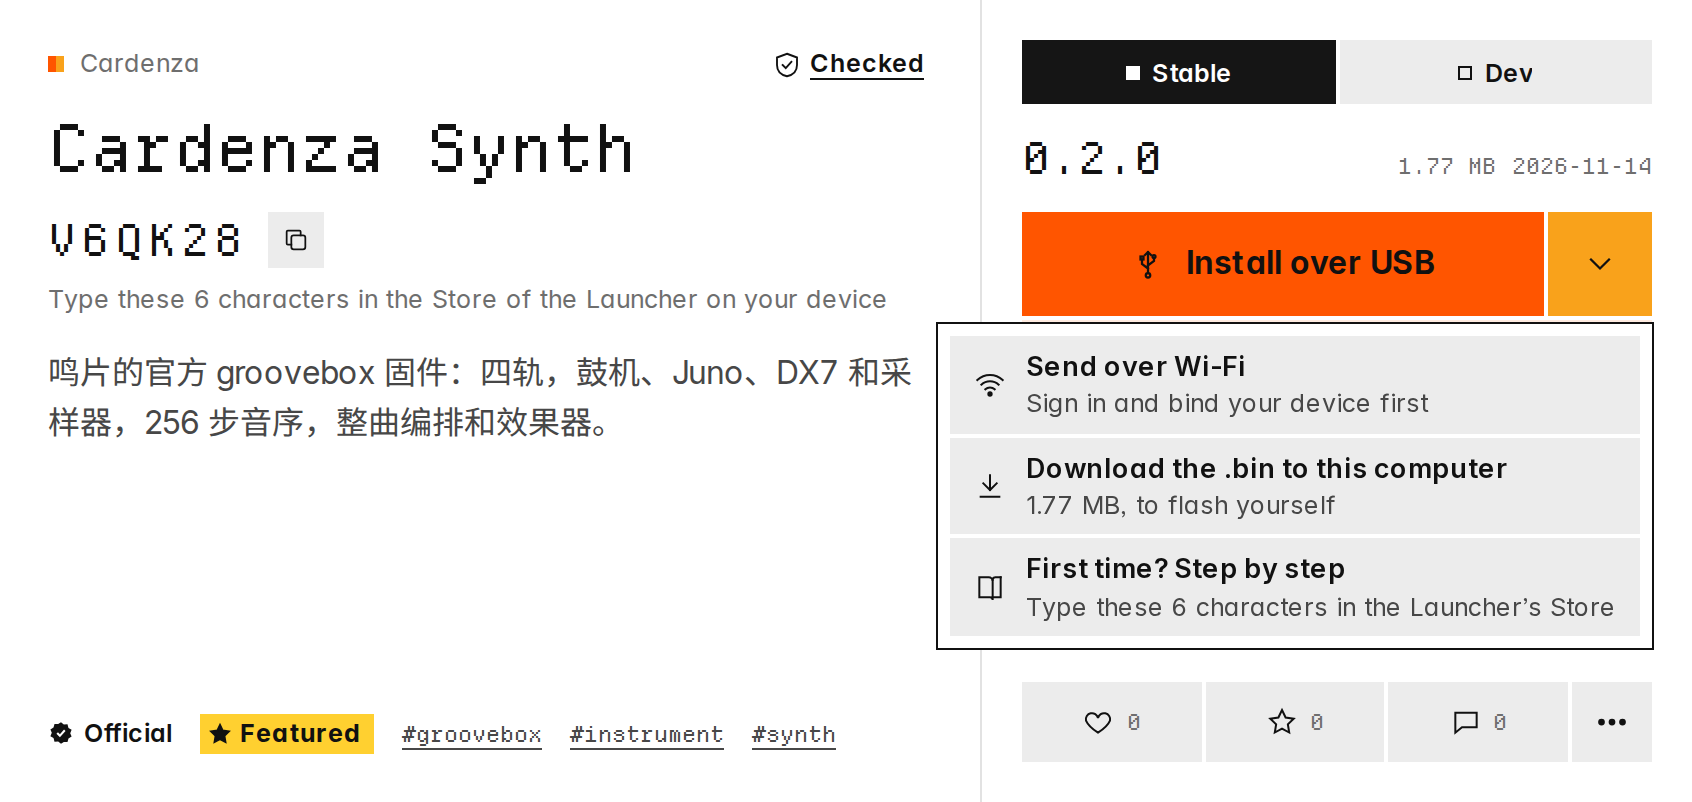 Cardenza
Checked
Cardenza Synth
V6QK28
Type these 6 characters in the Store of the Launcher on your device
鸣片的官方 groovebox 固件：四轨，鼓机、Juno、DX7 和采
样器，256 步音序，整曲编排和效果器。
Official
Featured
#groovebox
#instrument
#synth
Stable
Dev
0.2.0
1.77 MB 2026-11-14
Install over USB
Send over Wi-Fi
Sign in and bind your device first
Download the .bin to this computer
1.77 MB, to flash yourself
First time? Step by step
Type these 6 characters in the Launcher’s Store
0
0
0